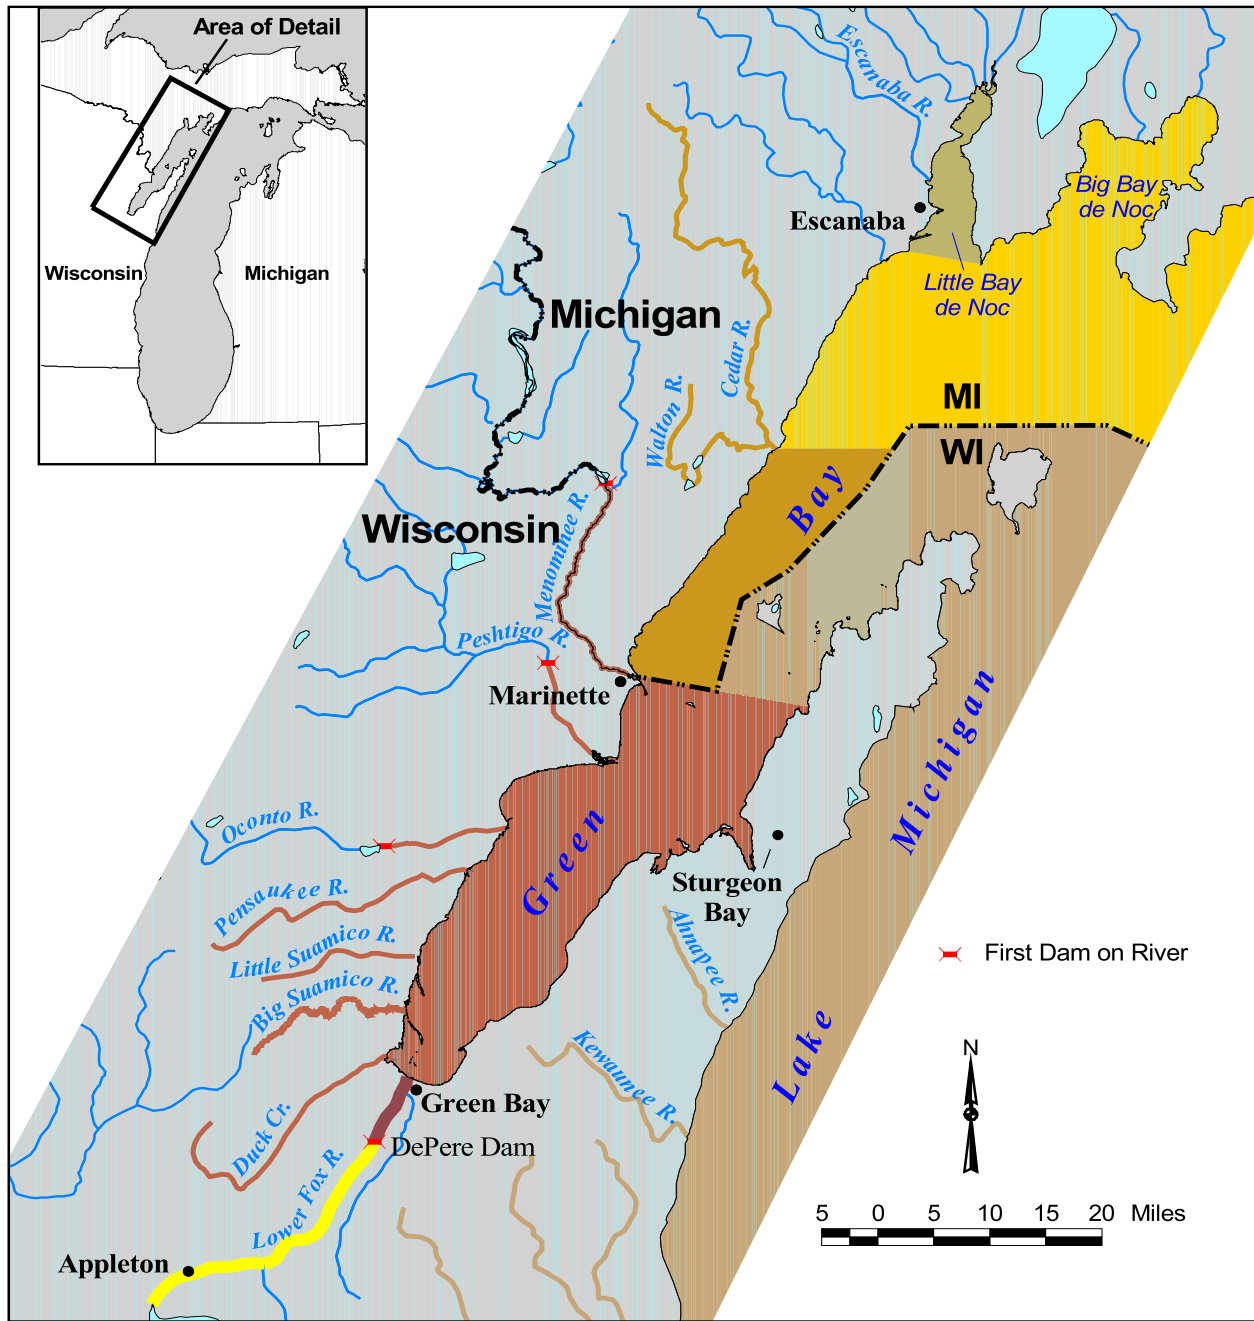 Area of Detail
Wisconsin
Michigan
Escanaba R.
Escanaba
Big Bay
de Noc
Little Bay
de Noc
Michigan
Cedar R.
Walton R.
MI
WI
Bay
Wisconsin
Menominee R.
Peshtigo R.
Marinette
Michigan
Oconto R.
Green
Sturgeon
Bay
Pensaukee R.
Ahnapee R.
Little Suamico R.
First Dam on River
Big Suamico R.
Lake
Kewaunee R.
N
Green Bay
Duck Cr.
DePere Dam
Lower Fox R.
5 0 5 10 15 20 Miles
Appleton